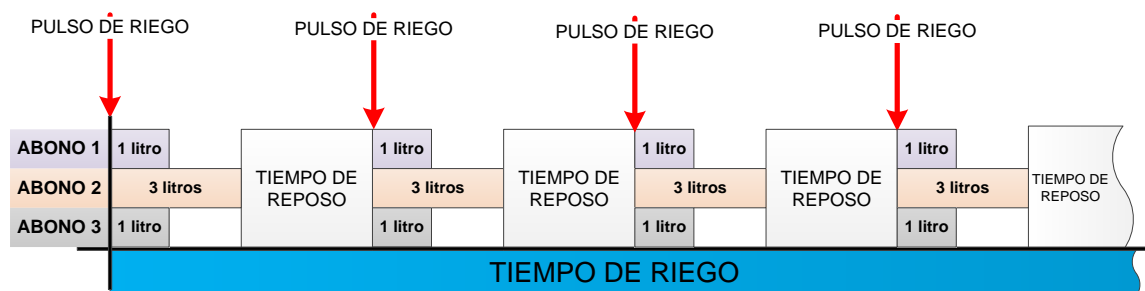 PULSO DE RIEGO
PULSO DE RIEGO
PULSO DE RIEGO
PULSO DE RIEGO
ABONO 1
1 litro
1 litro
1 litro
1 litro
ABONO 2
3 litros
TIEMPO DE
REPOSO
3 litros
TIEMPO DE
REPOSO
3 litros
TIEMPO DE
REPOSO
3 litros
TIEMPO DE
REPOSO
ABONO 3
1 litro
1 litro
1 litro
1 litro
TIEMPO DE RIEGO